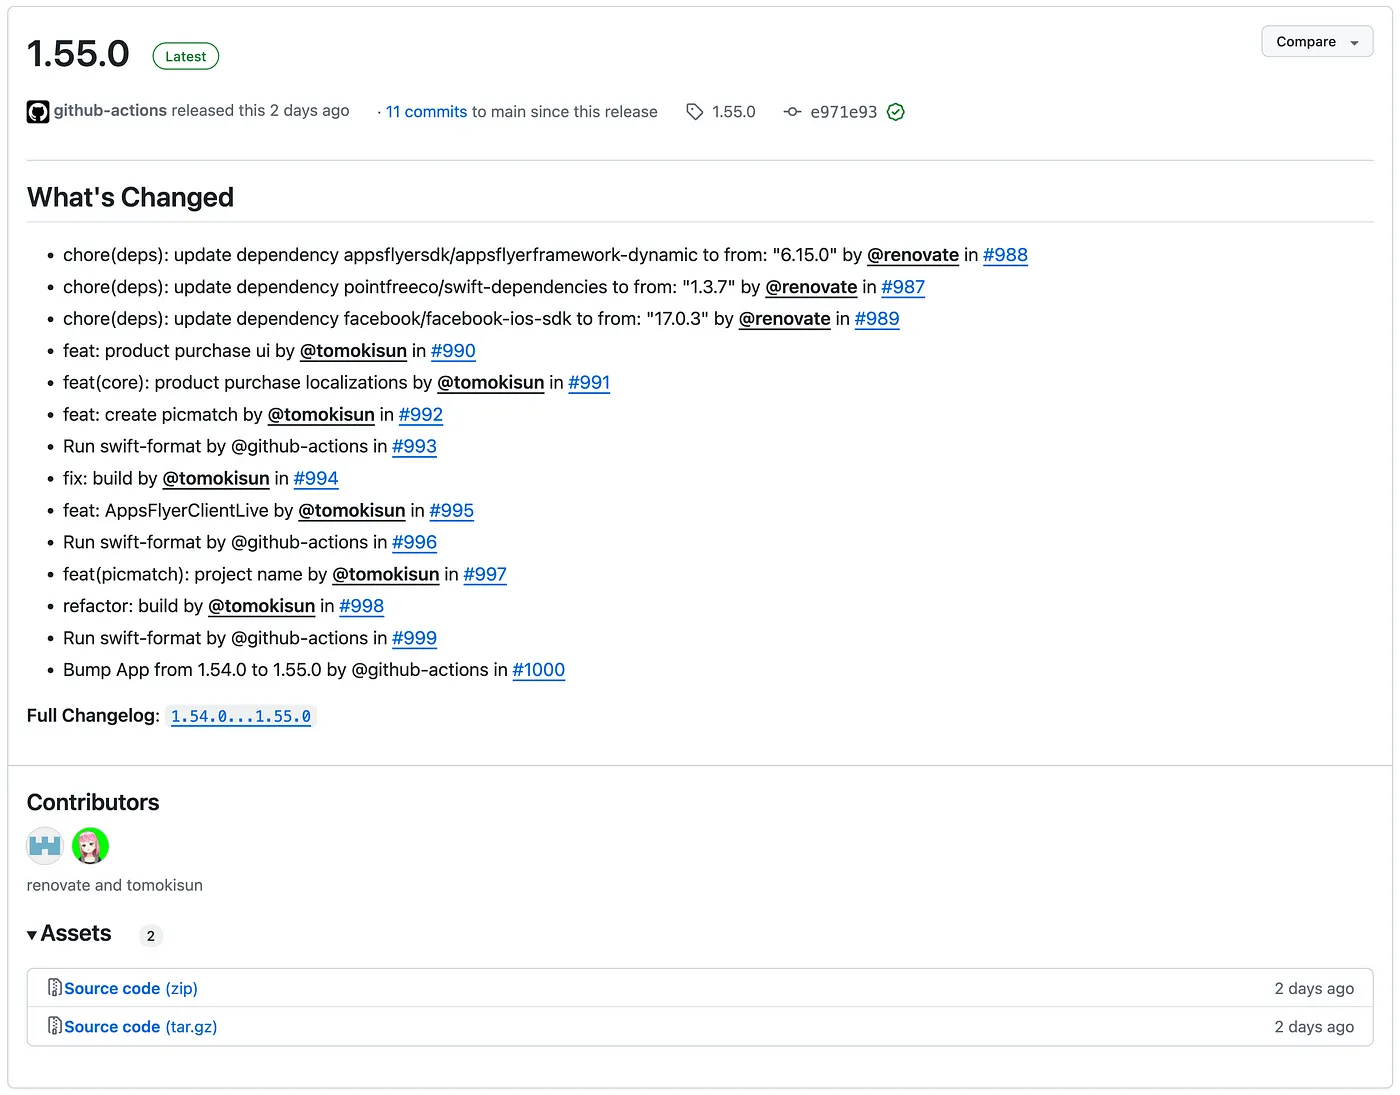 1.55.0 Latest Compare
github-actions released this 2 days ago · 11 commits to main since this release 1.55.0 e971e93
What's Changed
• chore(deps): update dependency appsflyersdk/appsflyerframework-dynamic to from: "6.15.0" by @renovate in #988
• chore(deps): update dependency pointfreeco/swift-dependencies to from: "1.3.7" by @renovate in #987
• chore(deps): update dependency facebook/facebook-ios-sdk to from: "17.0.3" by @renovate in #989
• feat: product purchase ui by @tomokisun in #990
• feat(core): product purchase localizations by @tomokisun in #991
• feat: create picmatch by @tomokisun in #992
• Run swift-format by @github-actions in #993
• fix: build by @tomokisun in #994
• feat: AppsFlyerClientLive by @tomokisun in #995
• Run swift-format by @github-actions in #996
• feat(picmatch): project name by @tomokisun in #997
• refactor: build by @tomokisun in #998
• Run swift-format by @github-actions in #999
• Bump App from 1.54.0 to 1.55.0 by @github-actions in #1000
Full Changelog: 1.54.0...1.55.0
Contributors
renovate and tomokisun
Assets 2
Source code (zip) 2 days ago
Source code (tar.gz) 2 days ago